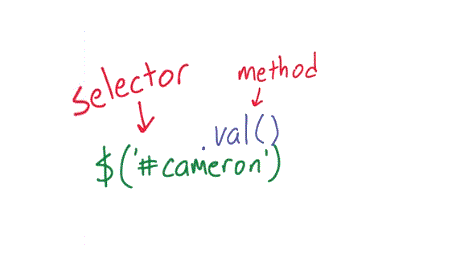 selector
method
.val()
$('#cameron')